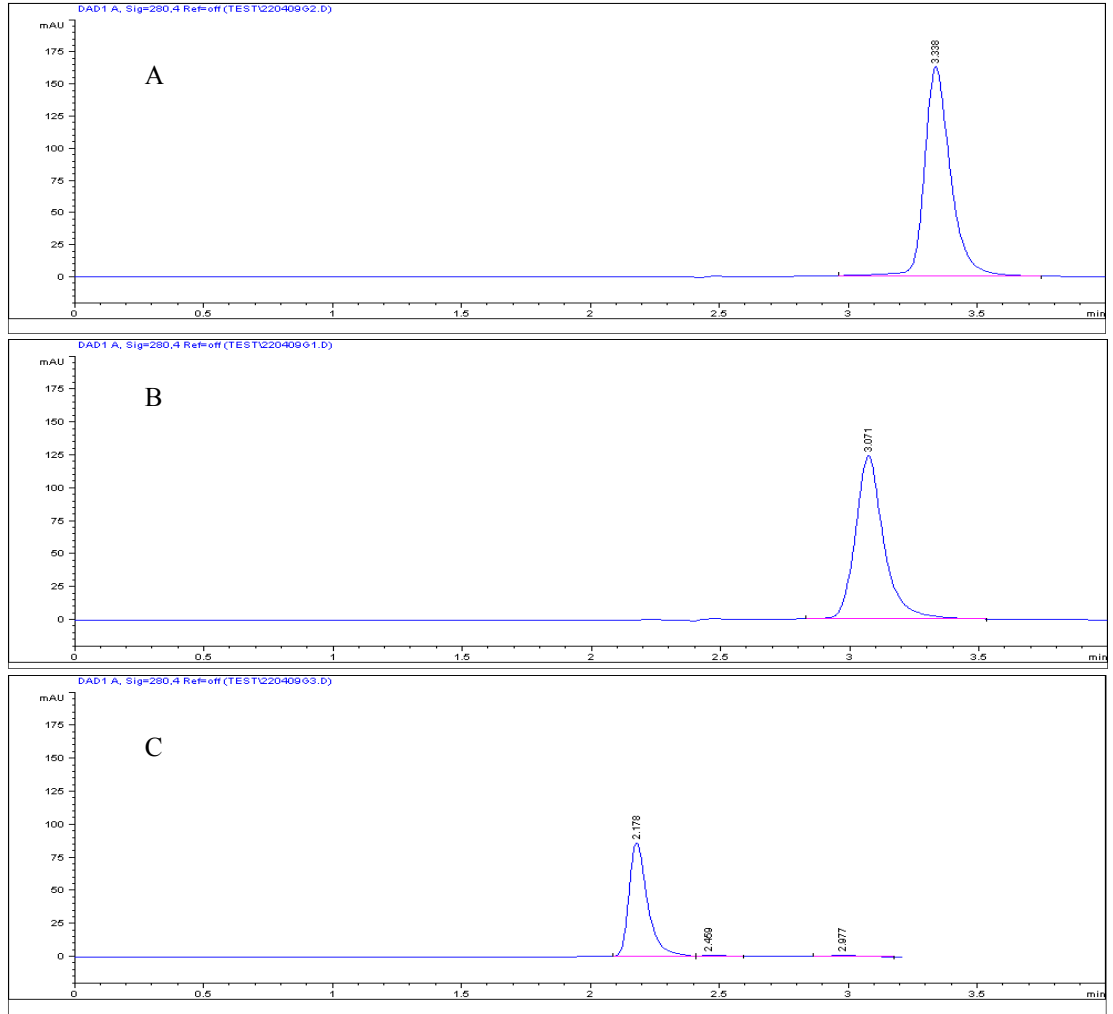 DAD1 A, Sig=280,4 Ref=off (TEST\220409G2.D)
mAU
A
3.338
175
150
125
100
75
50
25
0
0 0.5 1 1.5 2 2.5 3 3.5 min
DAD1 A, Sig=280,4 Ref=off (TEST\220409G1.D)
mAU
B
3.071
175
150
125
100
75
50
25
0
0 0.5 1 1.5 2 2.5 3 3.5 min
DAD1 A, Sig=280,4 Ref=off (TEST\220409G3.D)
mAU
C
2.178
2.459
2.977
175
150
125
100
75
50
25
0
0 0.5 1 1.5 2 2.5 3 3.5 min